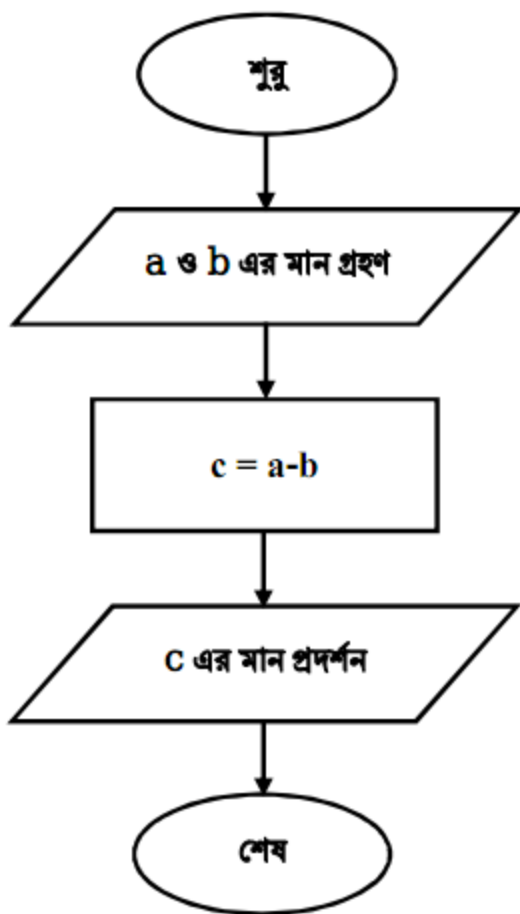 শুরু
a ও b এর মান গ্রহণ
c = a-b
c এর মান প্রদর্শন
শেষ